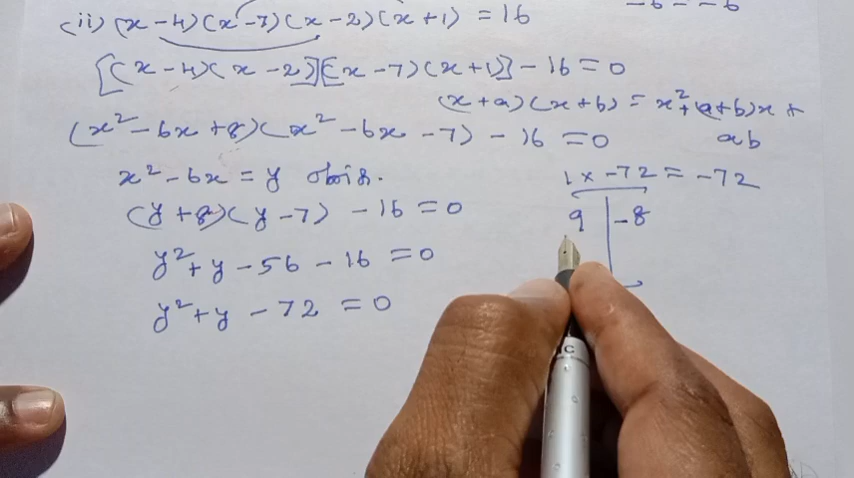 -6 - - -6
(ii) (x-4)(x-7)(x-2)(x+1) = 16
[(x-4)(x-2)][(x-7)(x+1)] - 16 = 0
(x+a)(x+b) = x²+(a+b)x +
ab
(x²-6x+8)(x²-6x-7) - 16 = 0
x²-6x = y
1 x -72 = -72
(y+8)(y-7) - 16 = 0
9 | -8
y²+y - 56 - 16 = 0
y²+y - 72 = 0